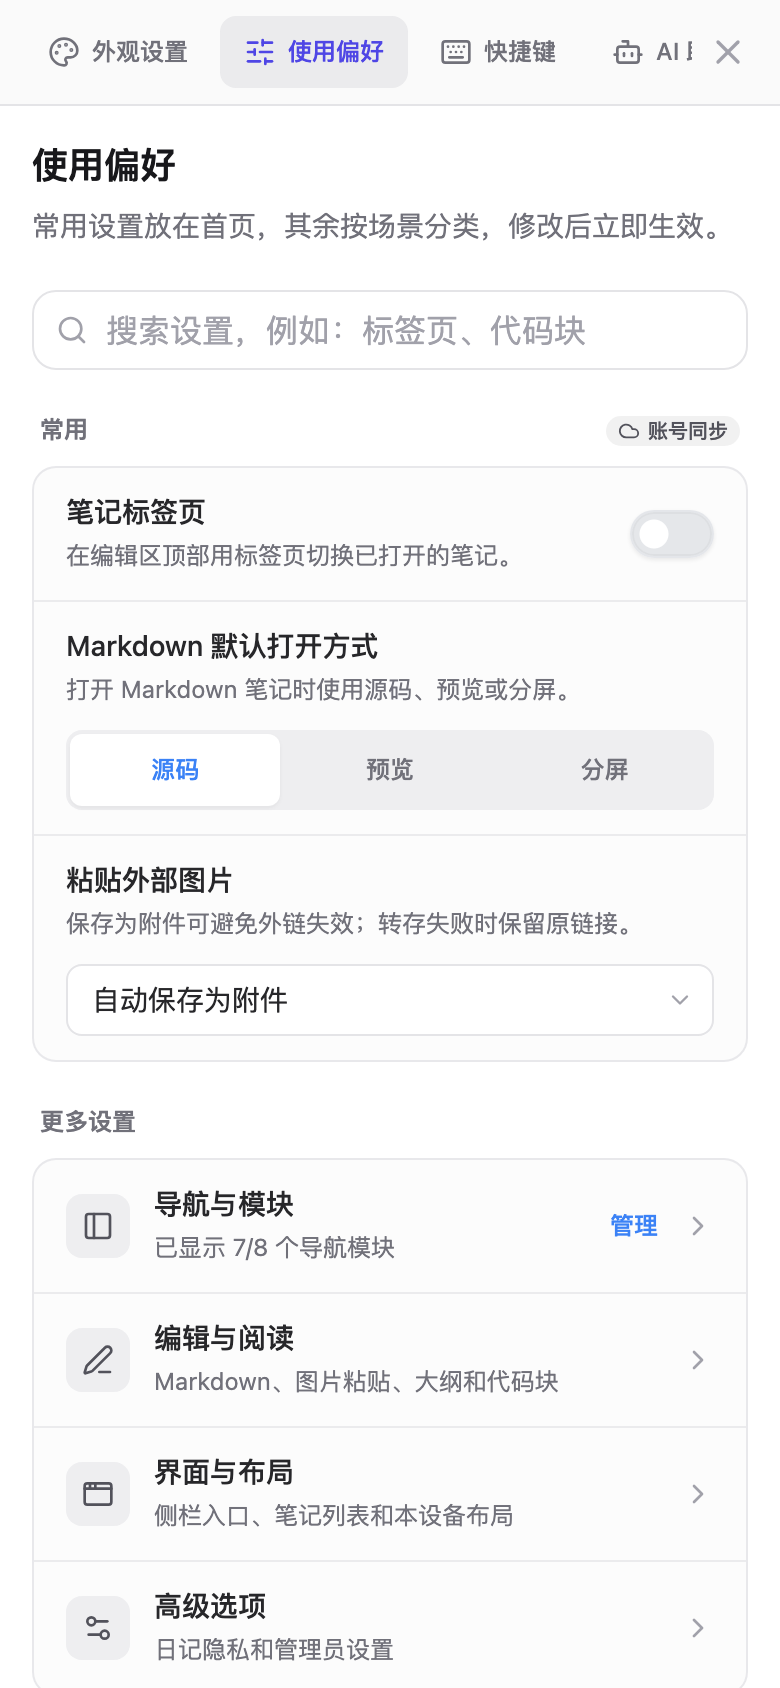 外观设置
使用偏好
快捷键
AI
使用偏好
常用设置放在首页，其余按场景分类，修改后立即生效。
搜索设置，例如：标签页、代码块
常用
账号同步
笔记标签页
在编辑区顶部用标签页切换已打开的笔记。
Markdown 默认打开方式
打开 Markdown 笔记时使用源码、预览或分屏。
源码
预览
分屏
粘贴外部图片
保存为附件可避免外链失效；转存失败时保留原链接。
自动保存为附件
更多设置
导航与模块
已显示 7/8 个导航模块
管理
编辑与阅读
Markdown、图片粘贴、大纲和代码块
界面与布局
侧栏入口、笔记列表和本设备布局
高级选项
日记隐私和管理员设置